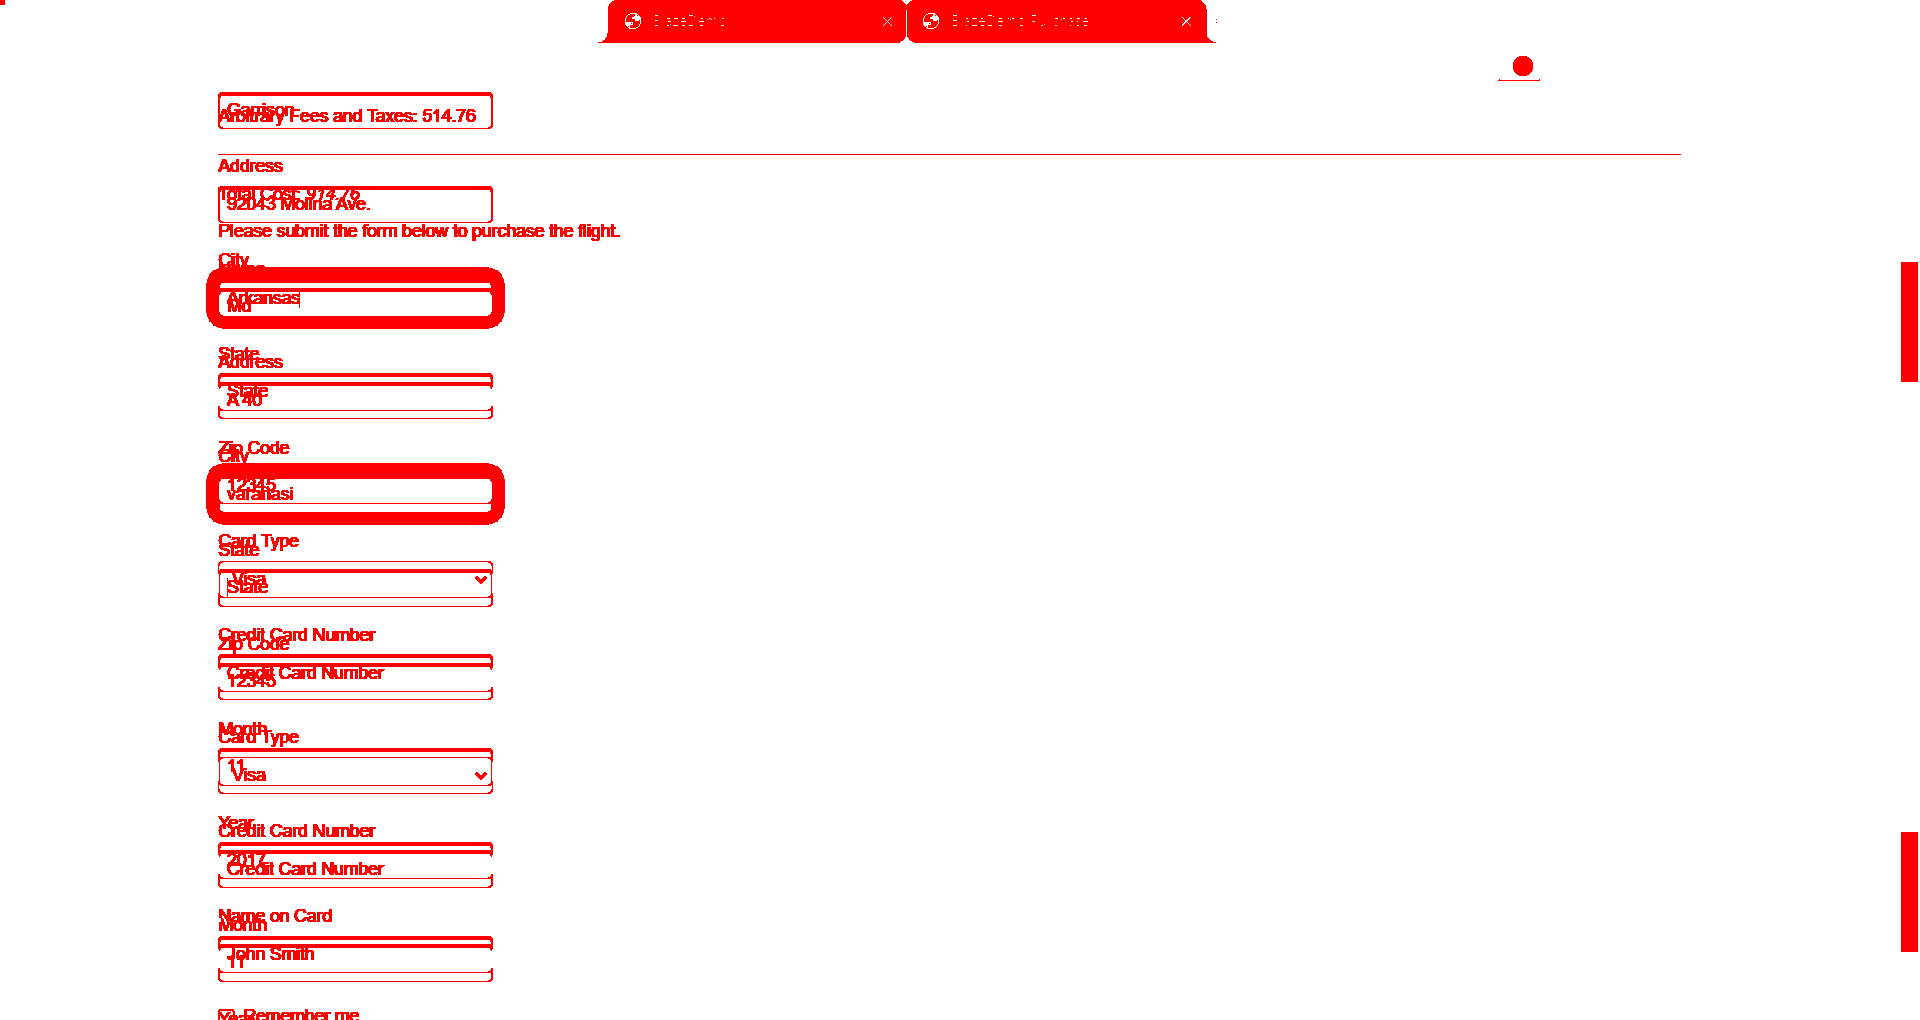 BlazeDemo BlazeDemo Purchase
Garrison
Arbitrary Fees and Taxes: 514.76
Address
Total Cost: 914.76
92043 Molina Ave.
Please submit the form below to purchase the flight.
City
Arkansas
Md
State
Address
State
A 40
Zip Code
City
12345
varanasi
Card Type
State
Visa
State
Credit Card Number
Zip Code
Credit Card Number
12345
Month
Card Type
11
Visa
Year
Credit Card Number
2017
Credit Card Number
Name on Card
Month
John Smith
11
Remember me
Year